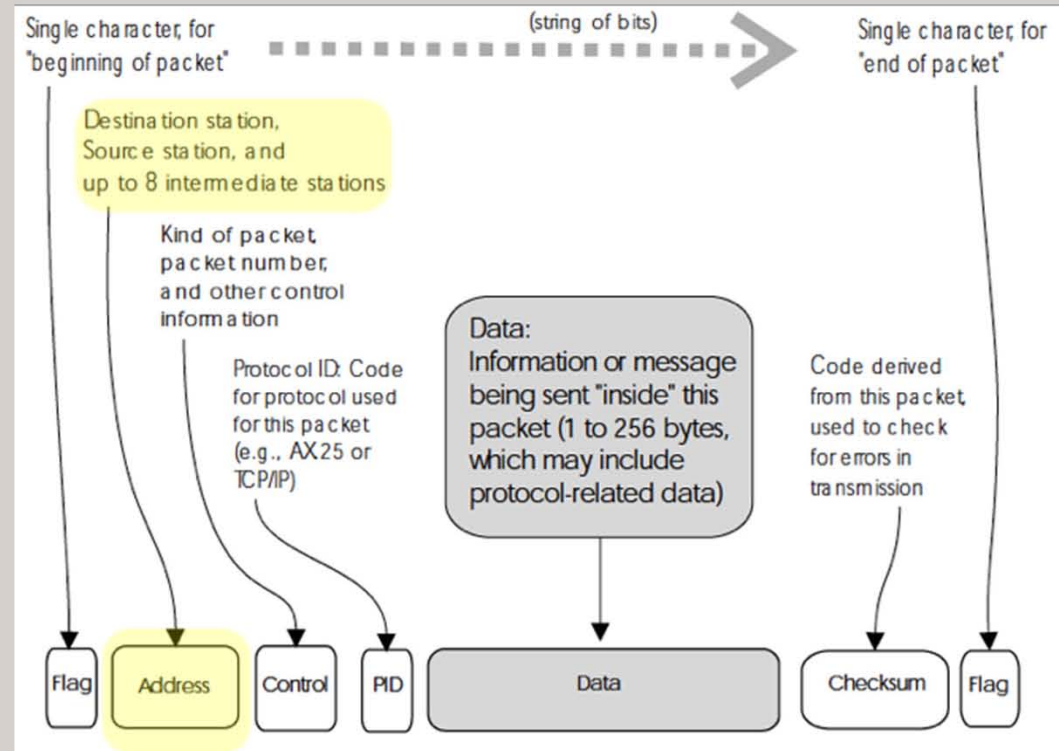 Single character, for
"beginning of packet"
(string of bits)
Single character, for
"end of packet"
Destination station,
Source station, and
up to 8 intermediate stations
Kind of packet,
packet number,
and other control
information
Protocol ID: Code
for protocol used
for this packet
(e.g., AX.25 or
TCP/IP)
Data:
Information or message
being sent "inside" this
packet (1 to 256 bytes,
which may include
protocol-related data)
Code derived
from this packet,
used to check
for errors in
transmission
Flag
Address
Control
PID
Data
Checksum
Flag